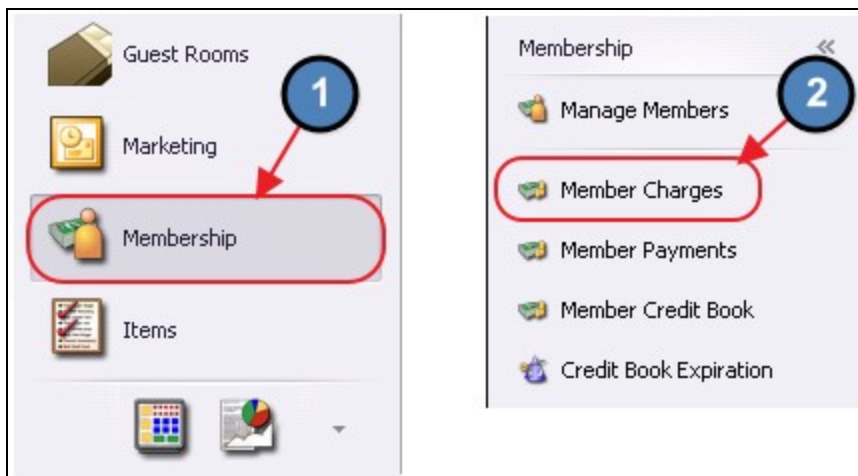 Guest Rooms
1
Marketing
Membership
Items
Membership
2
Manage Members
Member Charges
Member Payments
Member Credit Book
Credit Book Expiration